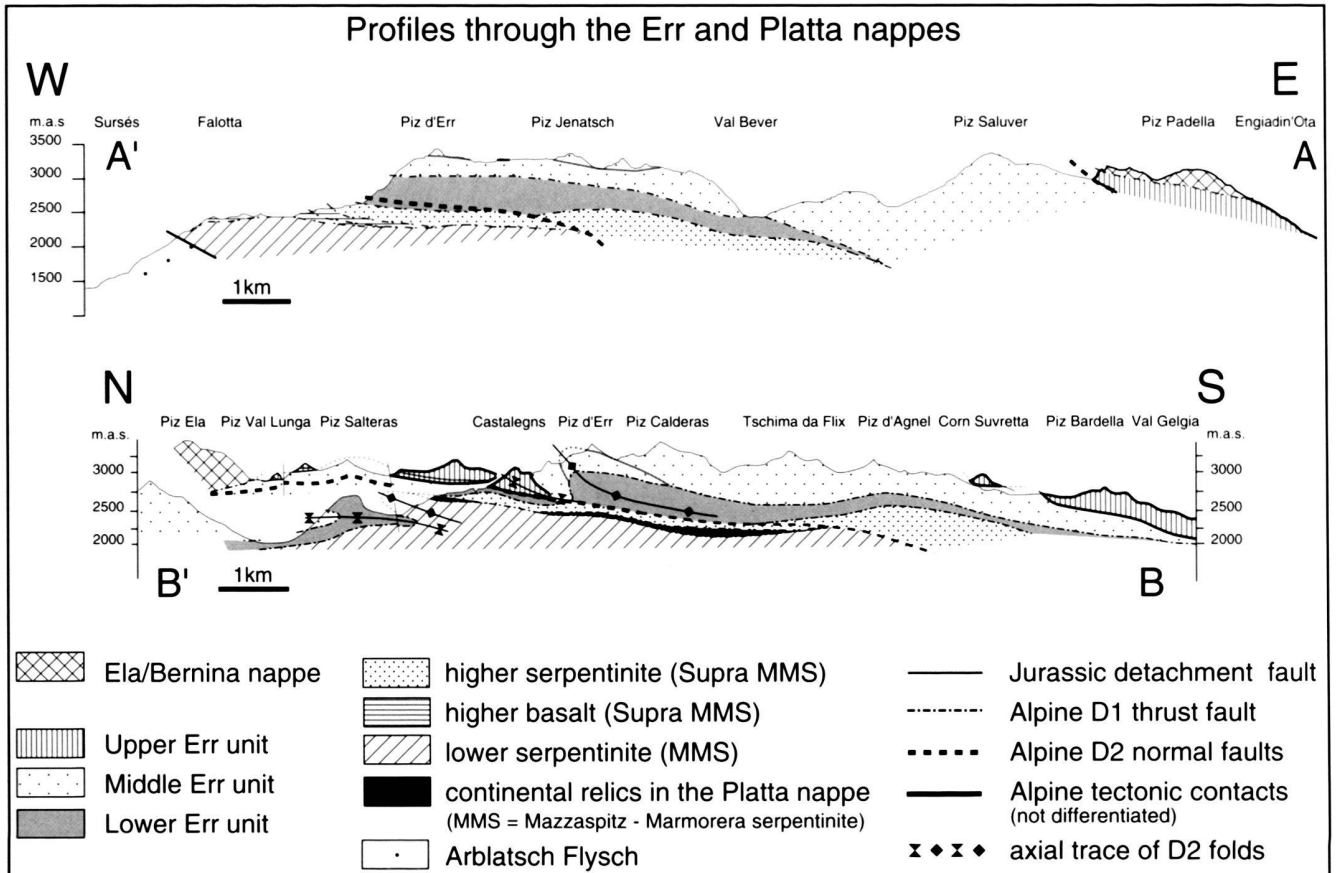 Profiles through the Err and Platta nappes
W
E
m.a.s
Sursés
Falotta
Piz d'Err
Piz Jenatsch
Val Bever
Piz Saluver
Piz Padella
Engiadin'Ota
3500
A'
A
3000
2500
2000
1500
1km
N
S
Piz Ela
Piz Val Lunga
Piz Salteras
Castalegns
Piz d'Err
Piz Calderas
Tschima da Flix
Piz d'Agnel
Corn Suvretta
Piz Bardella
Val Gelgia
m.a.s.
m.a.s.
3000
3000
2500
2500
2000
2000
B'
1km
B
Ela/Bernina nappe
Upper Err unit
Middle Err unit
Lower Err unit
higher serpentinite (Supra MMS)
higher basalt (Supra MMS)
lower serpentinite (MMS)
continental relics in the Platta nappe
(MMS = Mazzaspitz - Marmorera serpentinite)
Arblatsch Flysch
Jurassic detachment fault
Alpine D1 thrust fault
Alpine D2 normal faults
Alpine tectonic contacts
(not differentiated)
axial trace of D2 folds